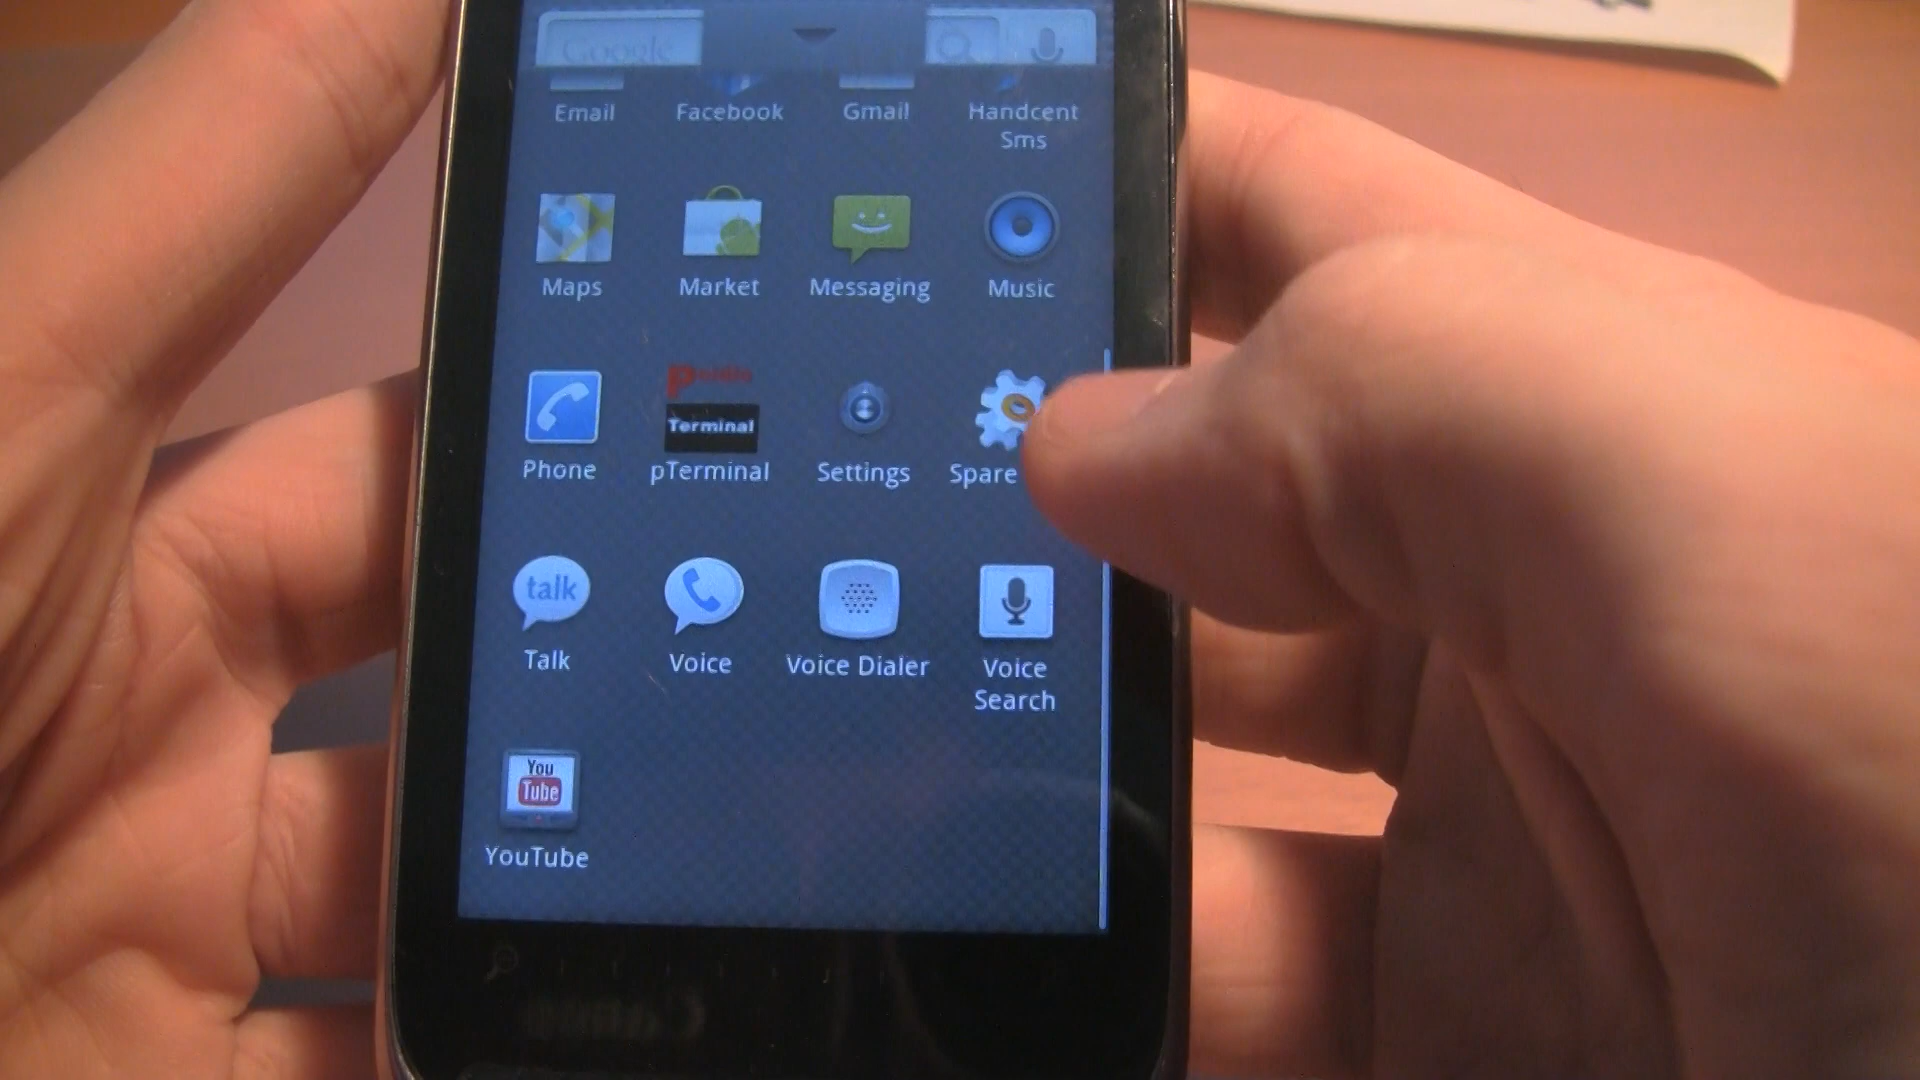 Google
Email Facebook Gmail Handcent
Sms
Maps Market Messaging Music
Terminal
Phone pTerminal Settings Spare
talk
Talk Voice Voice Dialer Voice
Search
You
Tube
YouTube